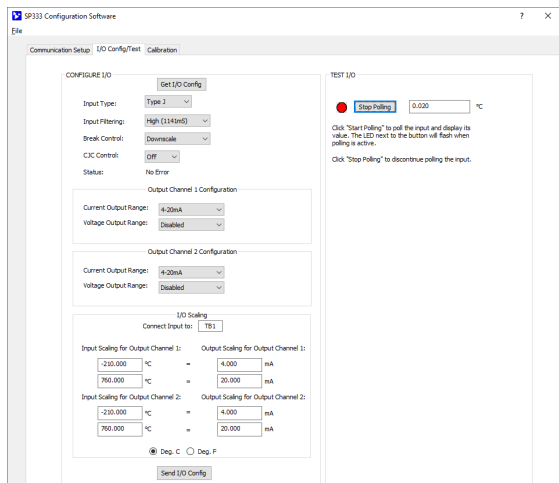 SP333 Configuration Software
?
File
Communication Setup
I/O Config/Test
Calibration
CONFIGURE I/O
Get I/O Config
Input Type: Type J
Input Filtering: High (1141mS)
Break Control: Downscale
CJC Control: Off
Status: No Error
Output Channel 1 Configuration
Current Output Range: 4-20mA
Voltage Output Range: Disabled
Output Channel 2 Configuration
Current Output Range: 4-20mA
Voltage Output Range: Disabled
I/O Scaling
Connect Input to: TB1
Input Scaling for Output Channel 1: Output Scaling for Output Channel 1:
-210.000 °C = 4.000 mA
760.000 °C = 20.000 mA
Input Scaling for Output Channel 2: Output Scaling for Output Channel 2:
-210.000 °C = 4.000 mA
760.000 °C = 20.000 mA
Deg. C Deg. F
Send I/O Config
TEST I/O
Stop Polling 0.020 °C
Click "Start Polling" to poll the input and display its
value. The LED next to the button will flash when
polling is active.
Click "Stop Polling" to discontinue polling the input.